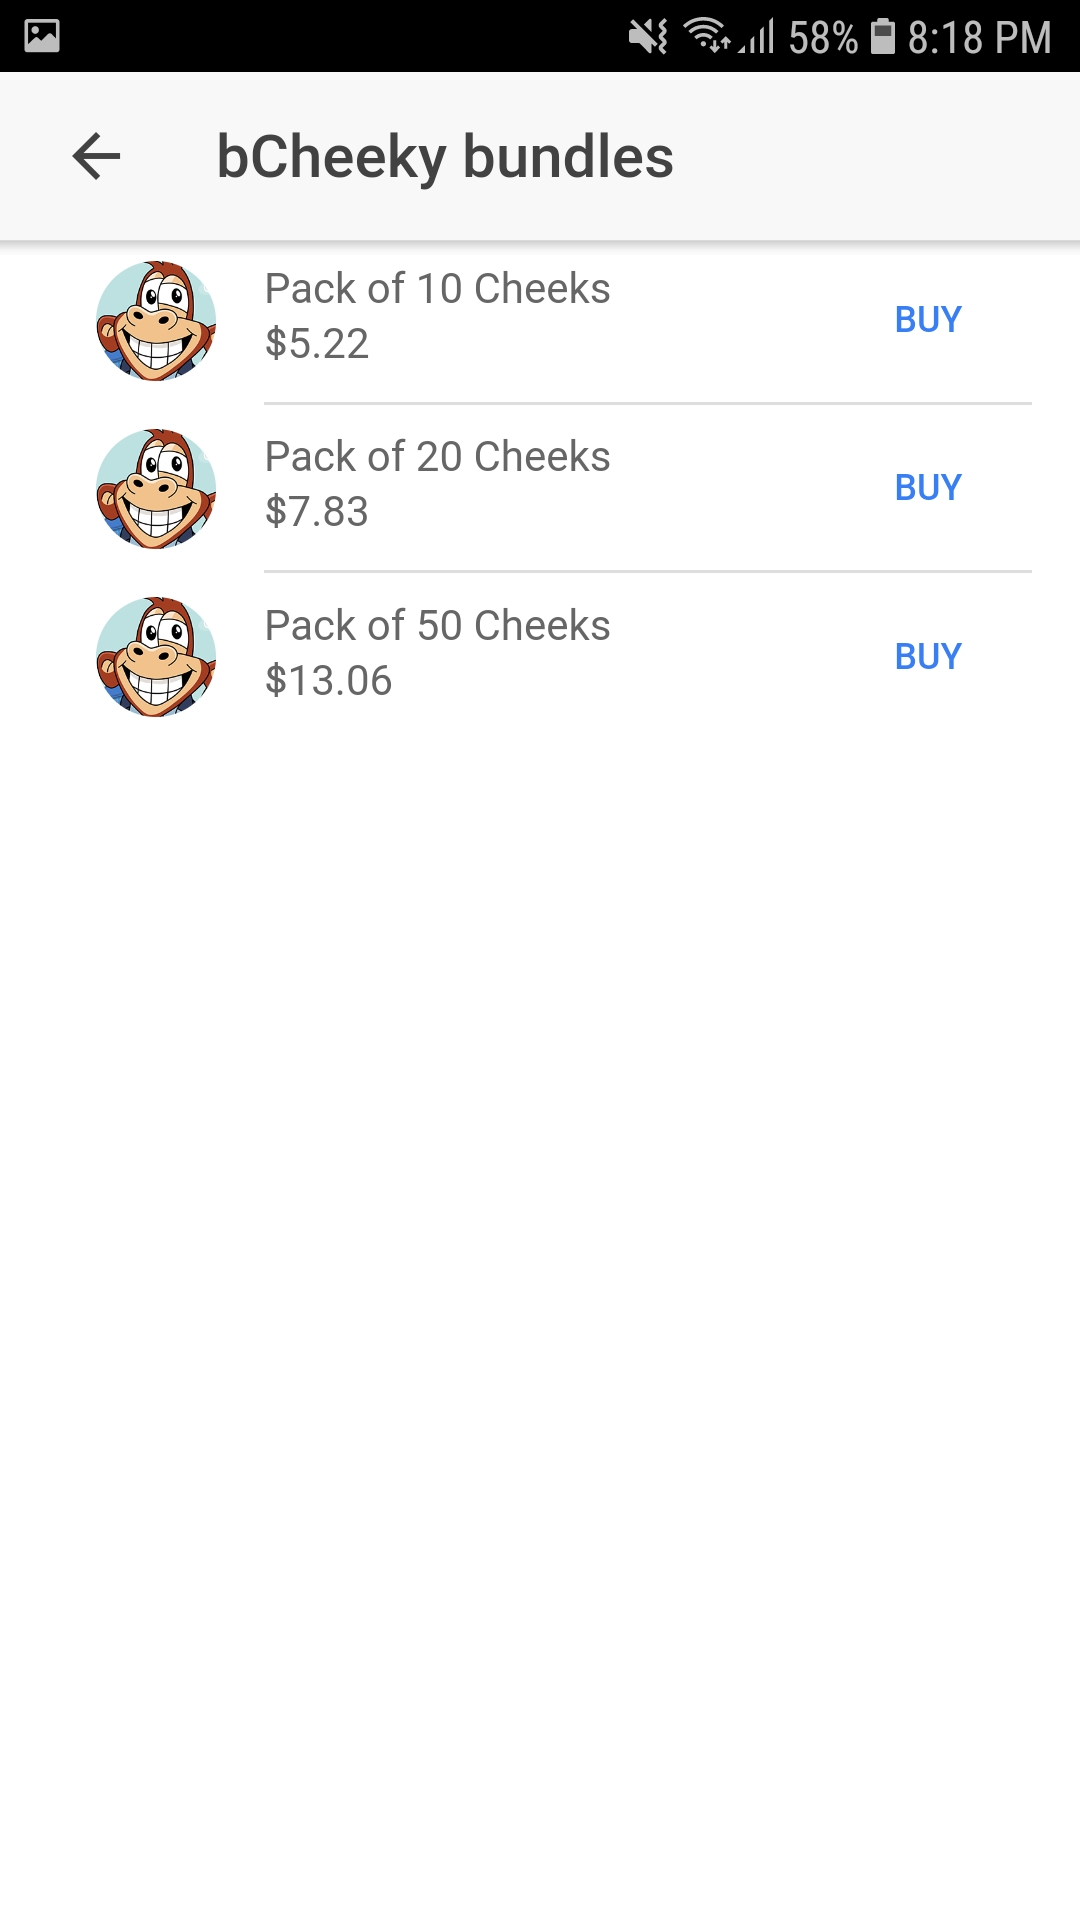 58% 8:18 PM
bCheeky bundles
Pack of 10 Cheeks
$5.22
BUY
Pack of 20 Cheeks
$7.83
BUY
Pack of 50 Cheeks
$13.06
BUY